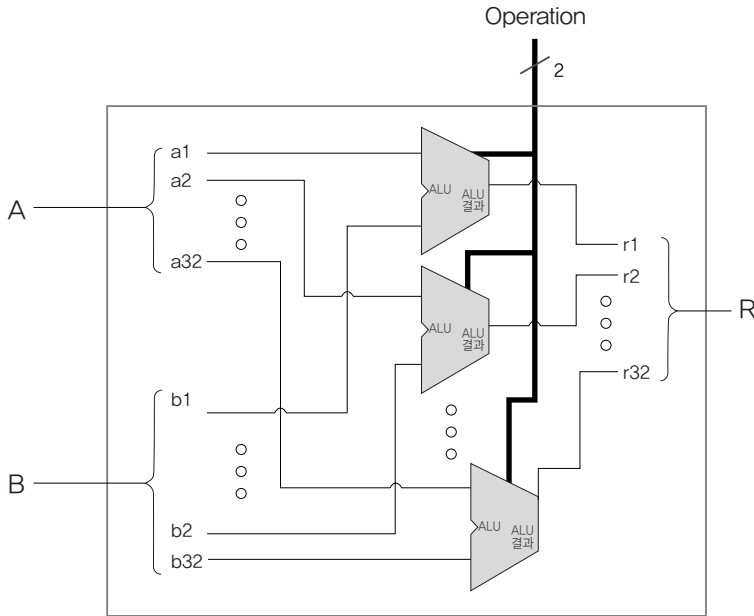 Operation
2
A
a1
a2
a32
ALU
ALU
결과
r1
r2
r32
R
ALU
ALU
결과
B
b1
b2
b32
ALU
ALU
결과